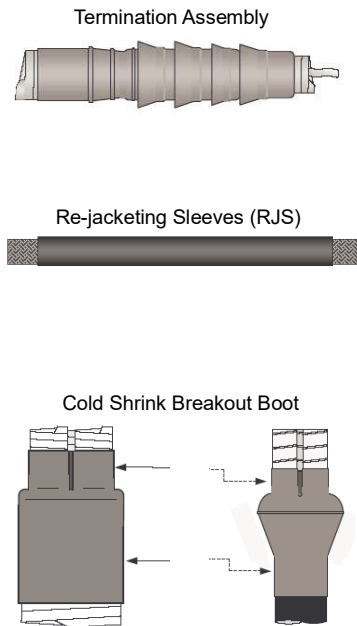 Termination Assembly
Re-jacketing Sleeves (RJS)
Cold Shrink Breakout Boot